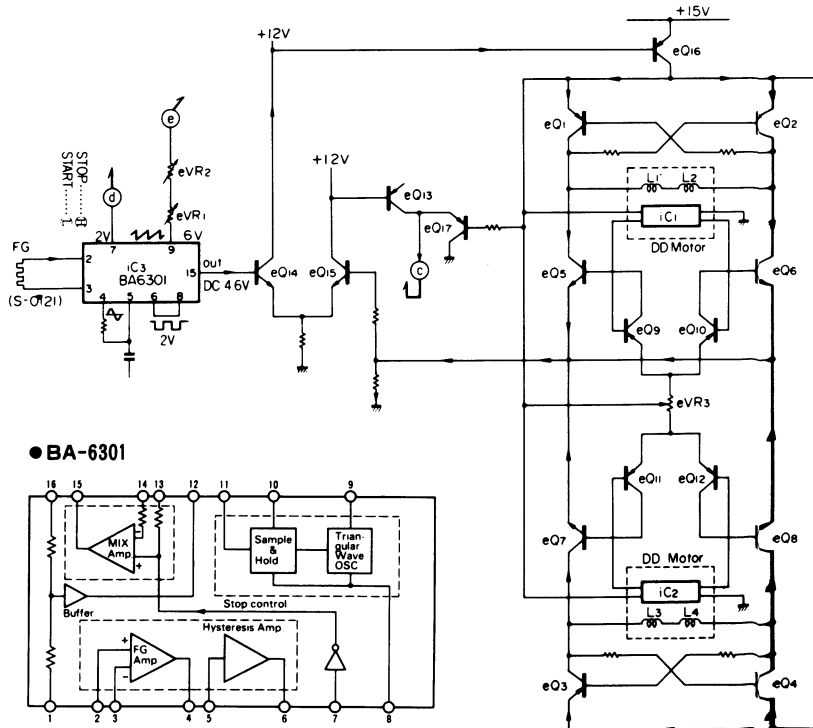 +15V
+12V
eQ16
eQ1
eQ2
e
STOP
START
eVR2
+12V
d
eVR1
eQ13
L1
L2
eQ17
iC1
DD Motor
FG
2V
6V
7
9
2
iC3
BA6301
15
out
DC 4.6V
3
(S-0121)
4
5
6
8
2V
eQ14
eQ15
c
eQ5
eQ6
eQ9
eQ10
eVR3
● BA-6301
eQ11
eQ12
eQ7
eQ8
DD Motor
iC2
L3
L4
eQ3
eQ4
16
15
14
13
12
11
10
9
MIX
Amp.
−
+
Sample
&
Hold
Trian-
gular
Wave
OSC
Buffer
Stop control
Hysteresis Amp.
+
FG
Amp
−
1
2
3
4
5
6
7
8